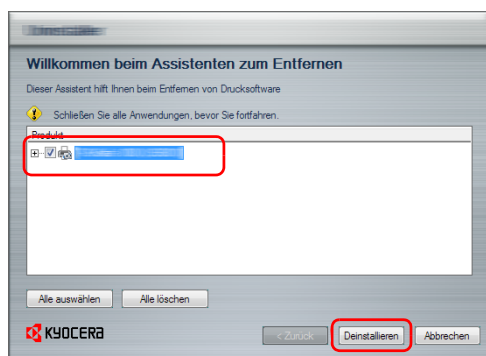 Willkommen beim Assistenten zum Entfernen
Dieser Assistent hilft Ihnen beim Entfernen von Drucksoftware
Schließen Sie alle Anwendungen, bevor Sie fortfahren.
Produkt
Alle auswählen
Alle löschen
KYOCERA
< Zurück
Deinstallieren
Abbrechen